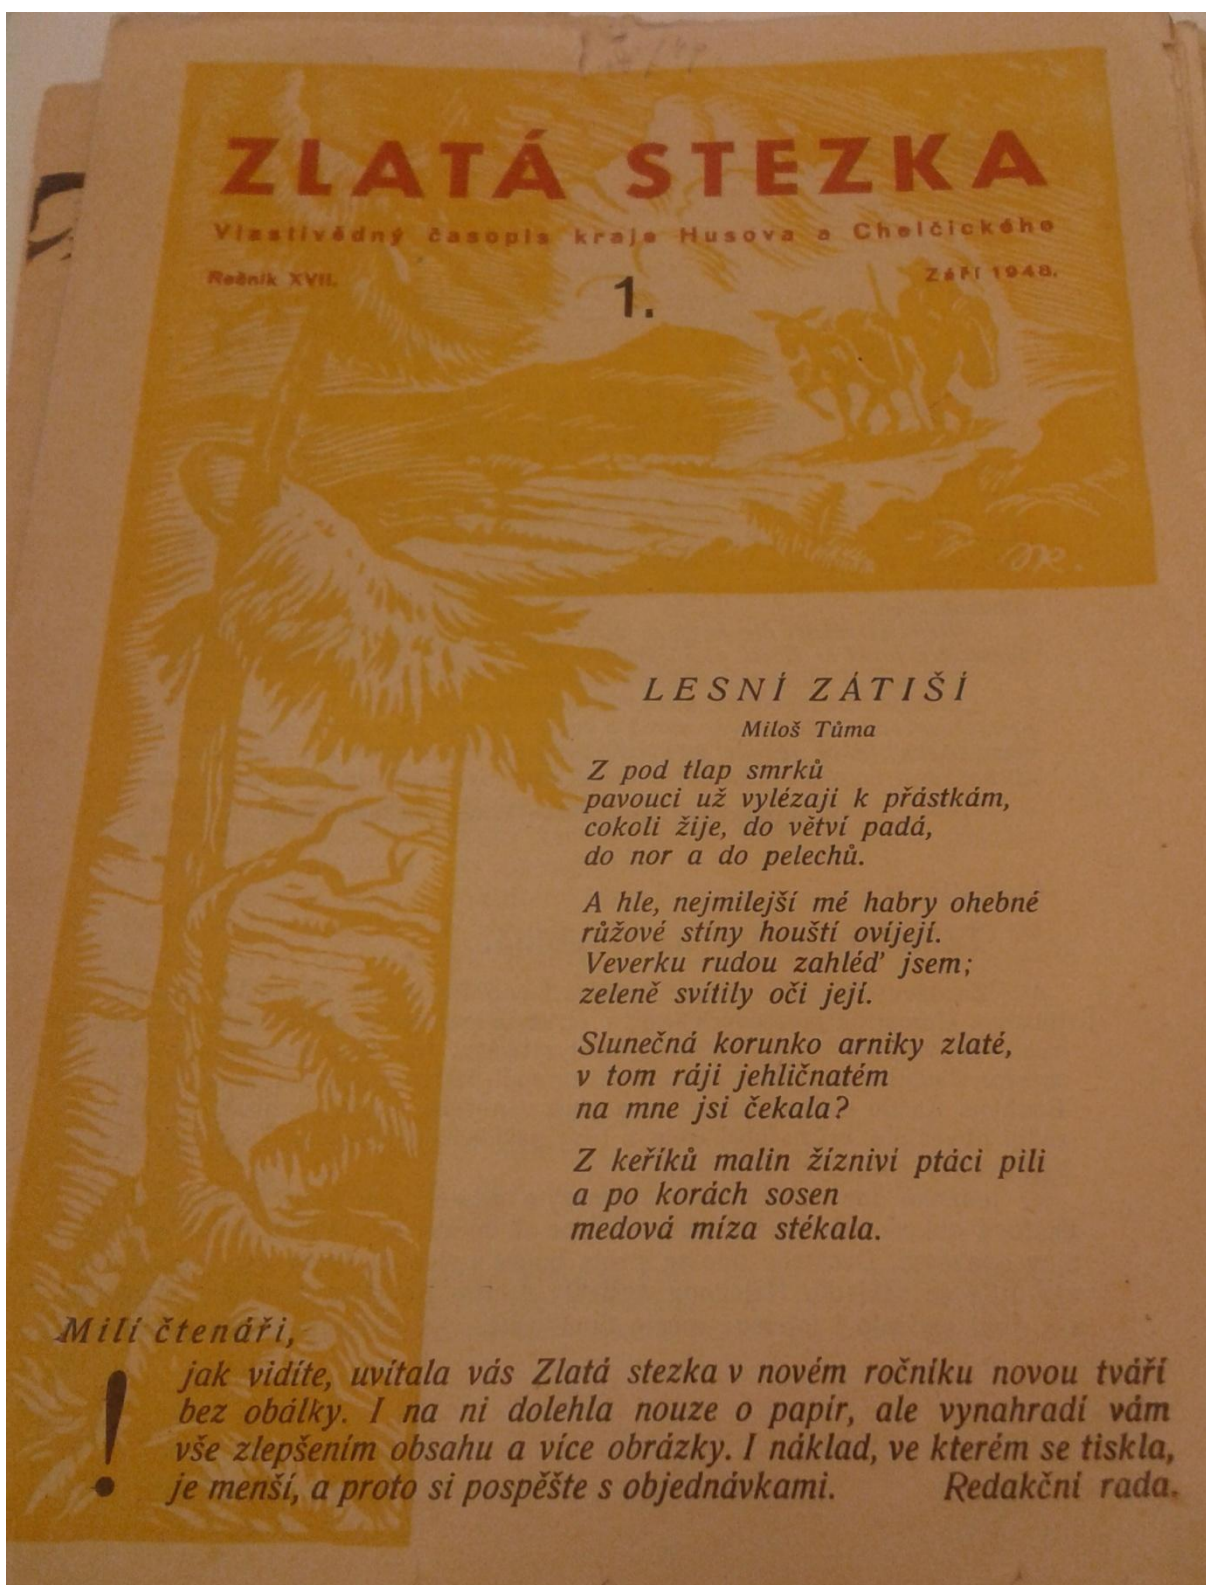 ZLATÁ STEZKA
Vlastivědný časopis kraje Husova a Chelčického
Ročník XVII.
1.
Září 1948.
JR.
LESNÍ ZÁTIŠÍ
Miloš Tůma
Z pod tlap smrků
pavouci už vylézají k přástkám,
cokoli žije, do větví padá,
do nor a do pelechů.
A hle, nejmilejší mé habry ohebné
růžové stíny houští ovíjejí.
Veverku rudou zahléd’ jsem;
zeleně svítily oči její.
Slunečná korunko arniky zlaté,
v tom ráji jehličnatém
na mne jsi čekala?
Z keříků malin žízniví ptáci pili
a po korách sosen
medová míza stékala.
Milí čtenáři,
jak vidíte, uvítala vás Zlatá stezka v novém ročníku novou tváří
bez obálky. I na ni dolehla nouze o papír, ale vynahradí vám
vše zlepšením obsahu a více obrázky. I náklad, ve kterém se tiskla,
je menší, a proto si pospěšte s objednávkami. Redakční rada.
!